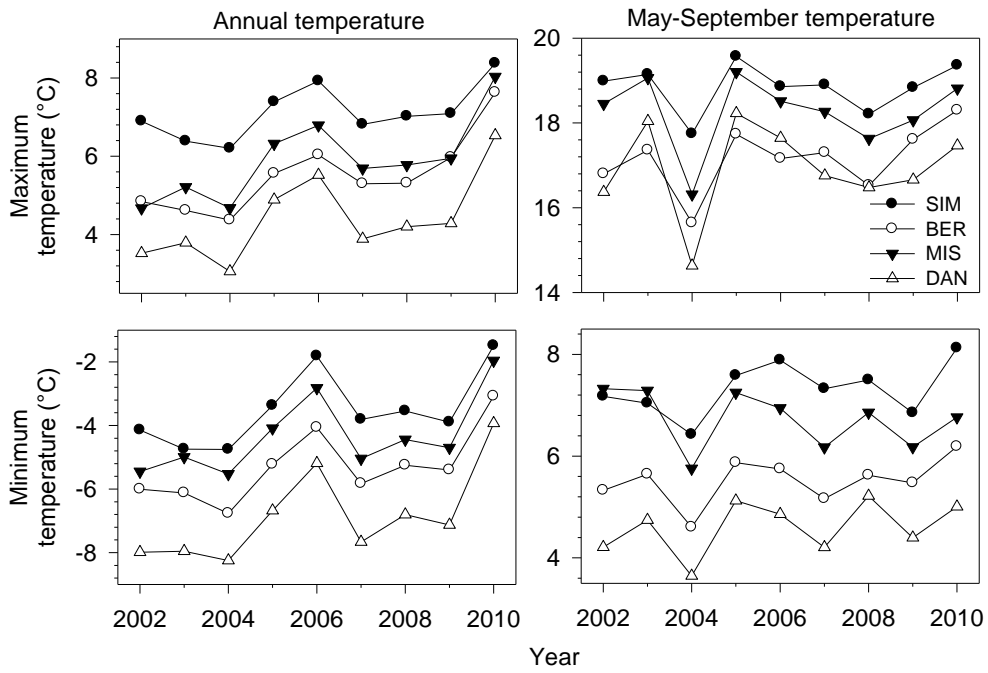 Annual temperature
May-September temperature
Maximum
temperature (°C)
8
6
4
20
18
16
14
SIM
BER
MIS
DAN
Minimum
temperature (°C)
-2
-4
-6
-8
8
6
4
2002 2004 2006 2008 2010
2002 2004 2006 2008 2010
Year